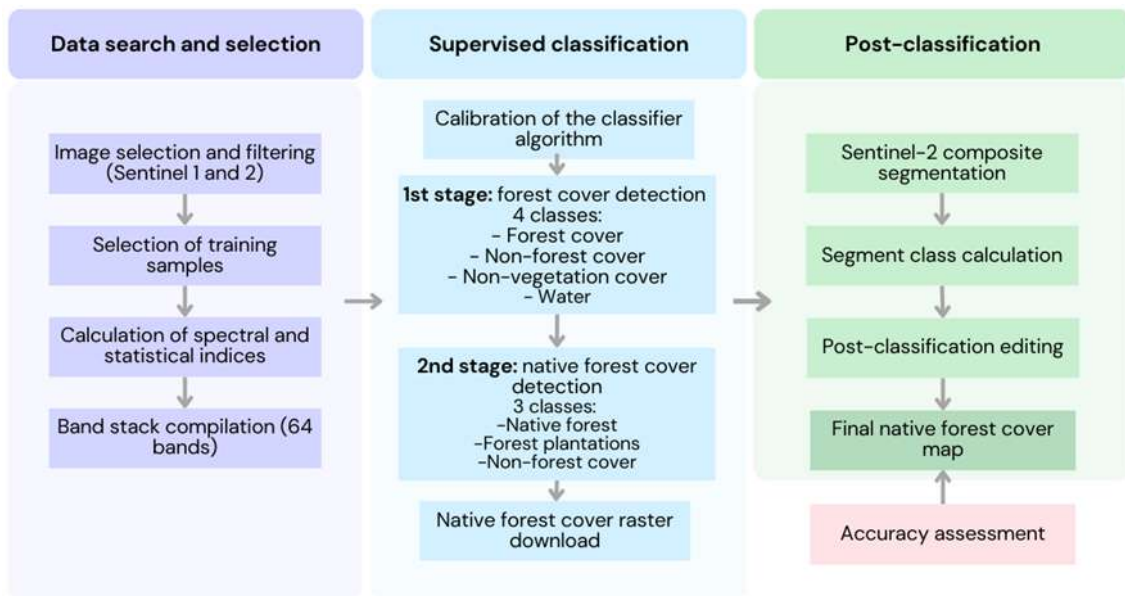 Data search and selection
Image selection and filtering
(Sentinel 1 and 2)
Selection of training
samples
Calculation of spectral and
statistical indices
Band stack compilation (64
bands)
Supervised classification
Calibration of the classifier
algorithm
1st stage: forest cover detection
4 classes:
- Forest cover
- Non-forest cover
- Non-vegetation cover
- Water
2nd stage: native forest cover
detection
3 classes:
-Native forest
-Forest plantations
-Non-forest cover
Native forest cover raster
download
Post-classification
Sentinel-2 composite
segmentation
Segment class calculation
Post-classification editing
Final native forest cover
map
Accuracy assessment